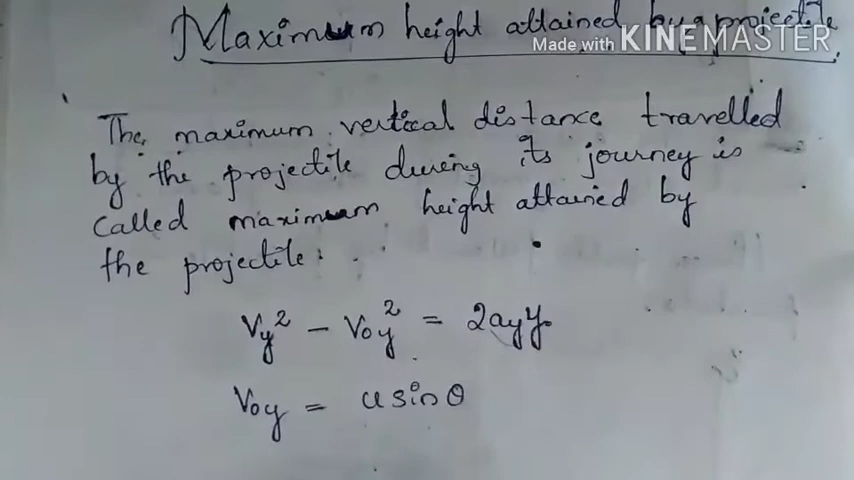 Maximum height attained by a projectile
Made with KINEMASTER
The maximum vertical distance travelled
by the projectile during its journey is
called maximum height attained by
the projectile.
Vy² - Voy² = 2ayy
Voy = u sinθ